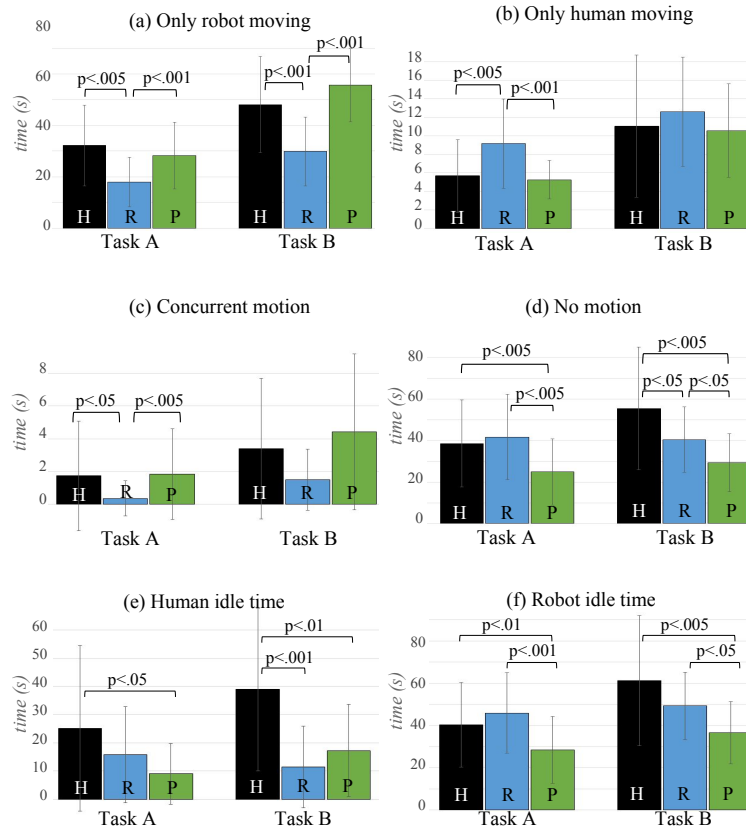 (a) Only robot moving
80
60
40
20
0
time (s)
p<.005
p<.001
p<.001
p<.001
H R P
H R P
Task A
Task B
(b) Only human moving
18
16
14
12
10
8
6
4
2
0
time (s)
p<.005
p<.001
H R P
H R P
Task A
Task B
(c) Concurrent motion
8
6
4
2
0
time (s)
p<.05
p<.005
H R P
H R P
Task A
Task B
(d) No motion
80
60
40
20
0
time (s)
p<.005
p<.005
p<.005
p<.05
p<.05
H R P
H R P
Task A
Task B
(e) Human idle time
60
50
40
30
20
10
0
time (s)
p<.05
p<.01
p<.001
H R P
H R P
Task A
Task B
(f) Robot idle time
80
60
40
20
0
time (s)
p<.01
p<.001
p<.005
p<.05
H R P
H R P
Task A
Task B